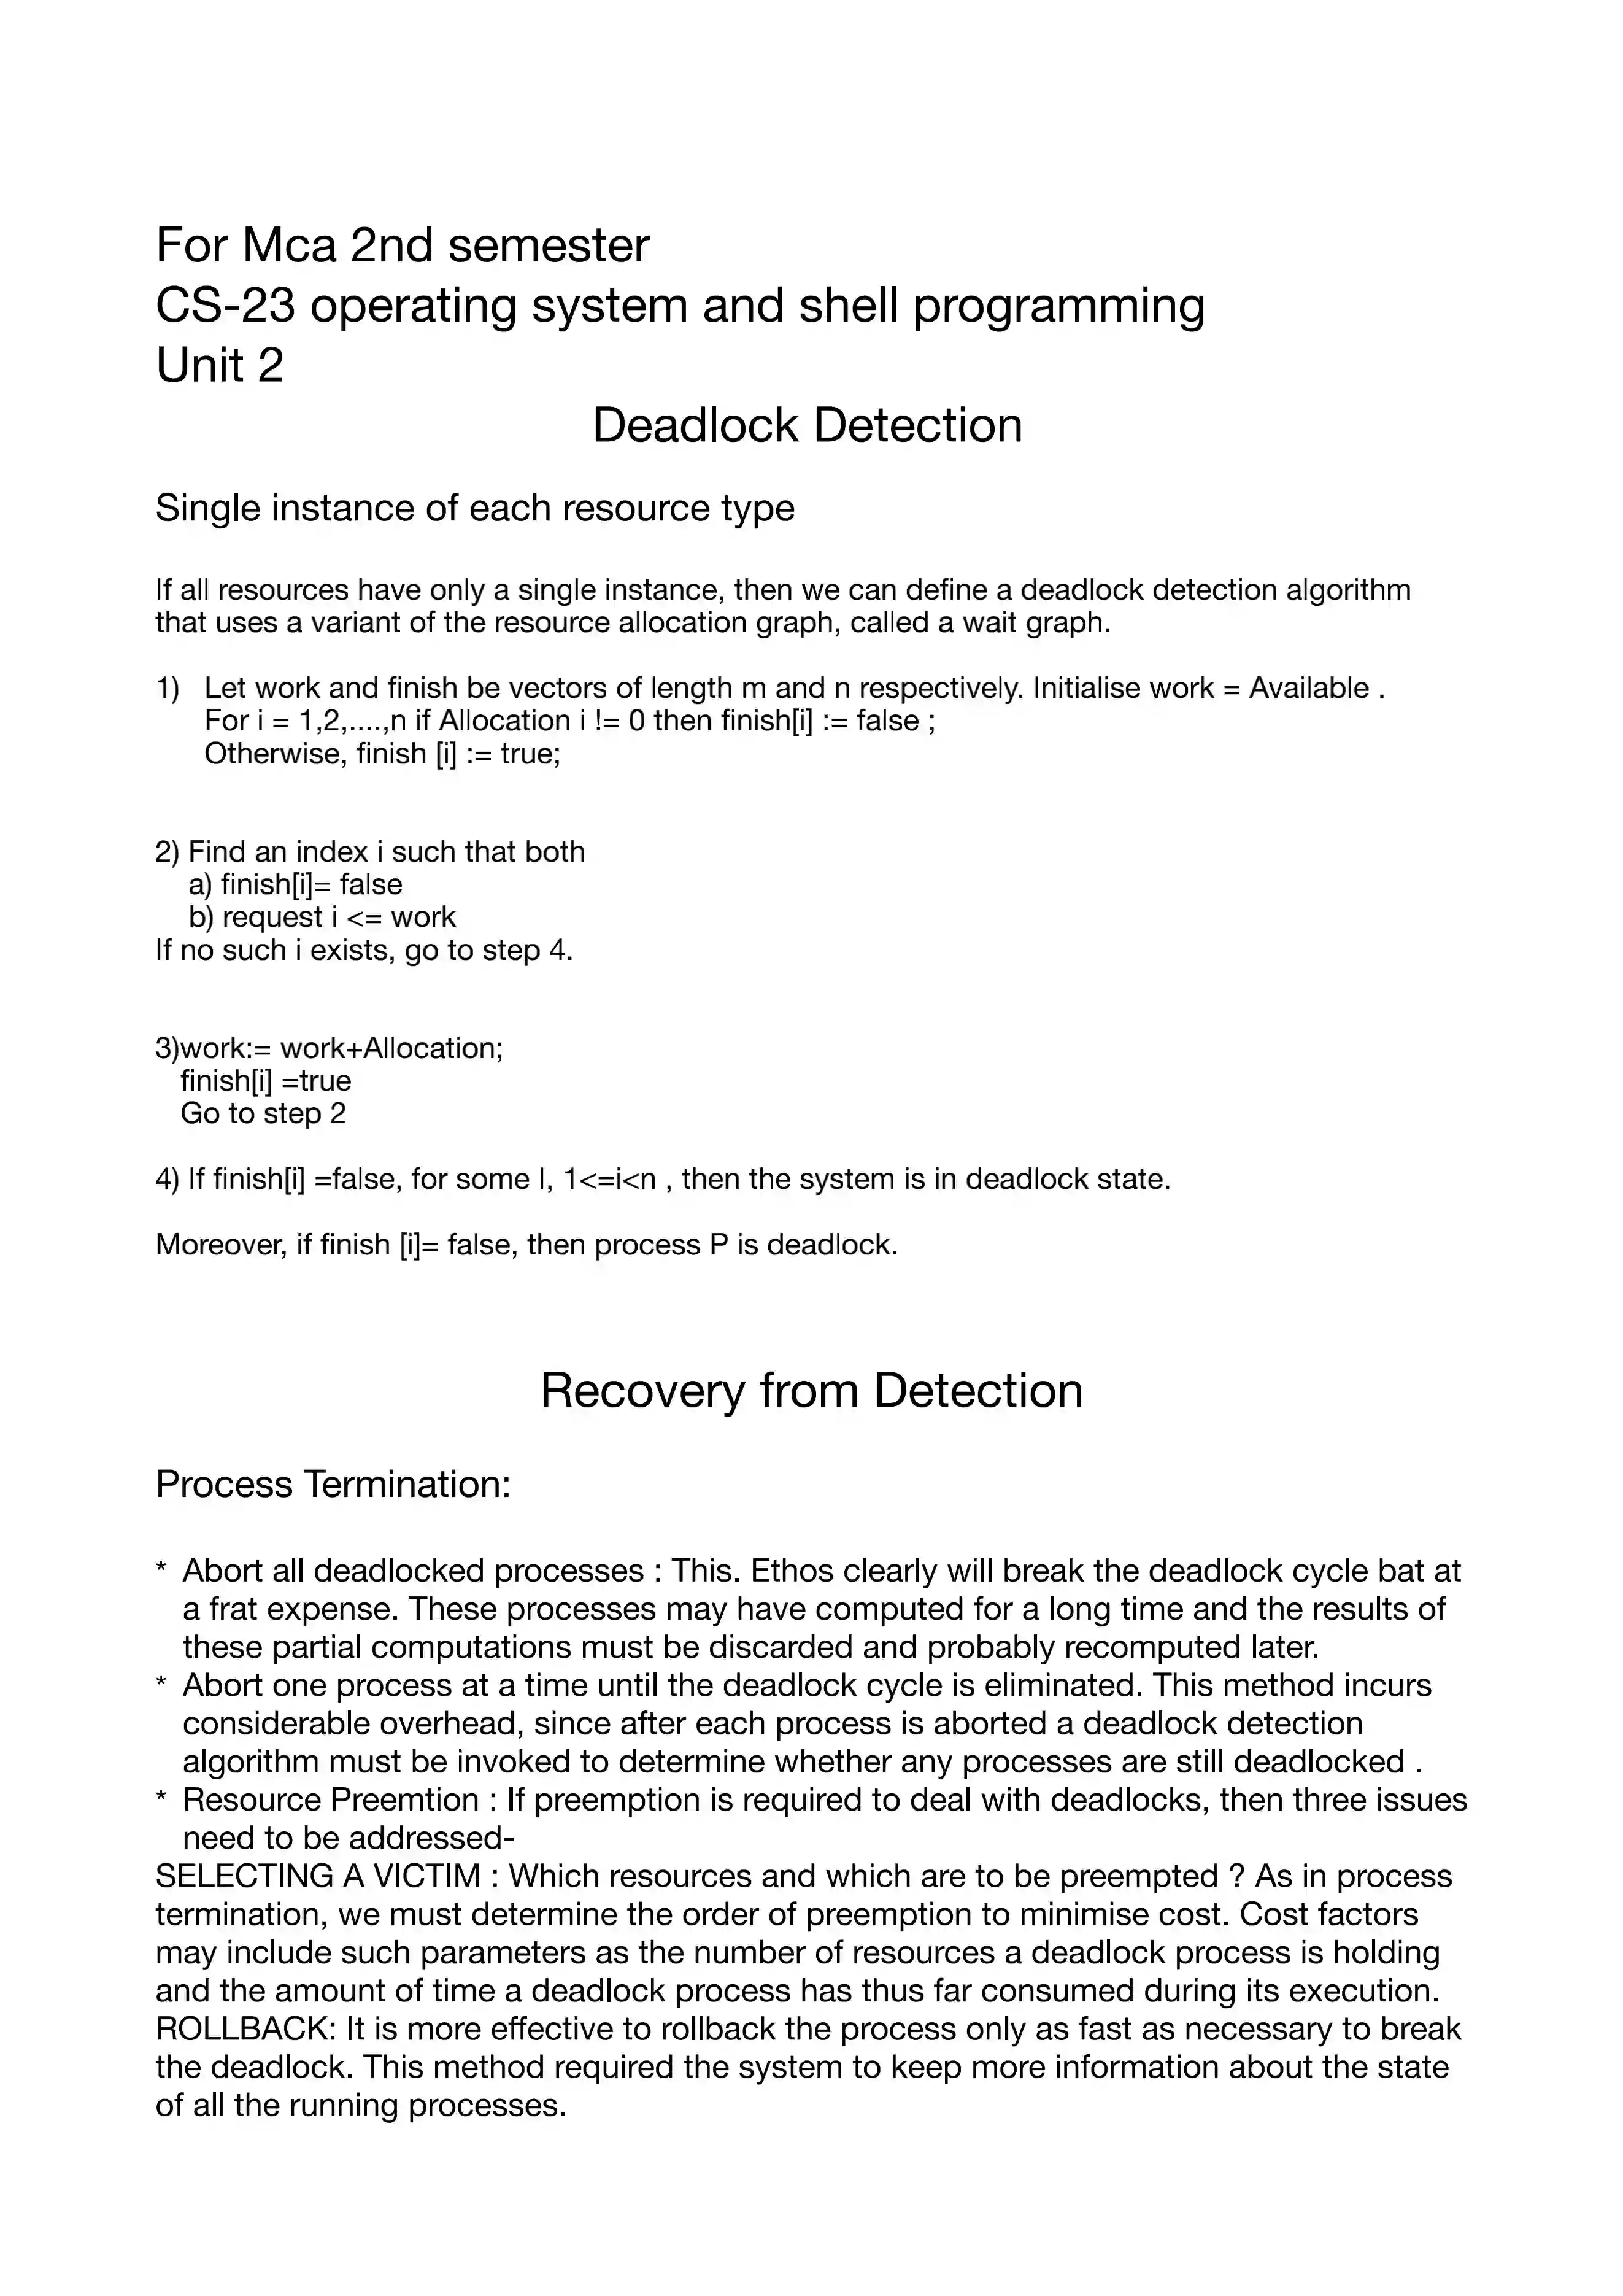 For Mca 2nd semester
CS-23 operating system and shell programming
Unit 2
Deadlock Detection
Single instance of each resource type
If all resources have only a single instance, then we can define a deadlock detection algorithm
that uses a variant of the resource allocation graph, called a wait graph.
1) Let work and finish be vectors of length m and n respectively. Initialise work = Available .
For i = 1,2,....,n if Allocation i != 0 then finish[i] := false ;
Otherwise, finish [i] := true;
2) Find an index i such that both
a) finish[i]= false
b) request i <= work
If no such i exists, go to step 4.
3)work:= work+Allocation;
finish[i] =true
Go to step 2
4) If finish[i] =false, for some I, 1<=i<n , then the system is in deadlock state.
Moreover, if finish [i]= false, then process P is deadlock.
Recovery from Detection
Process Termination:
* Abort all deadlocked processes : This. Ethos clearly will break the deadlock cycle bat at
a frat expense. These processes may have computed for a long time and the results of
these partial computations must be discarded and probably recomputed later.
* Abort one process at a time until the deadlock cycle is eliminated. This method incurs
considerable overhead, since after each process is aborted a deadlock detection
algorithm must be invoked to determine whether any processes are still deadlocked .
* Resource Preemtion : If preemption is required to deal with deadlocks, then three issues
need to be addressed-
SELECTING A VICTIM : Which resources and which are to be preempted ? As in process
termination, we must determine the order of preemption to minimise cost. Cost factors
may include such parameters as the number of resources a deadlock process is holding
and the amount of time a deadlock process has thus far consumed during its execution.
ROLLBACK: It is more effective to rollback the process only as fast as necessary to break
the deadlock. This method required the system to keep more information about the state
of all the running processes.